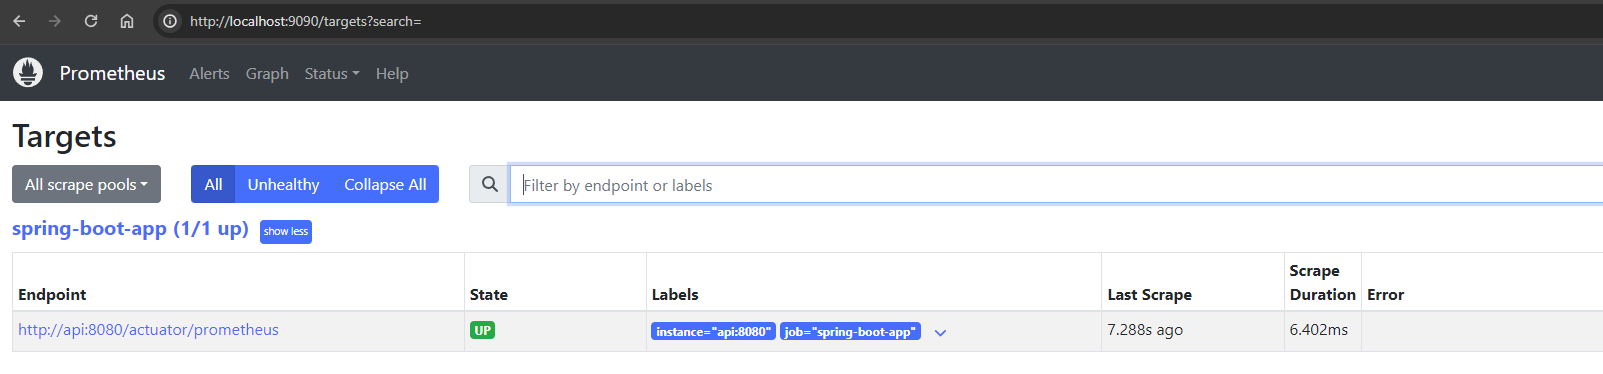 http://localhost:9090/targets?search=
Prometheus Alerts Graph Status Help
Targets
All scrape pools All Unhealthy Collapse All Filter by endpoint or labels
spring-boot-app (1/1 up) show less
Endpoint State Labels Last Scrape Scrape Duration Error
http://api:8080/actuator/prometheus UP instance="api:8080" job="spring-boot-app" 7.288s ago 6.402ms